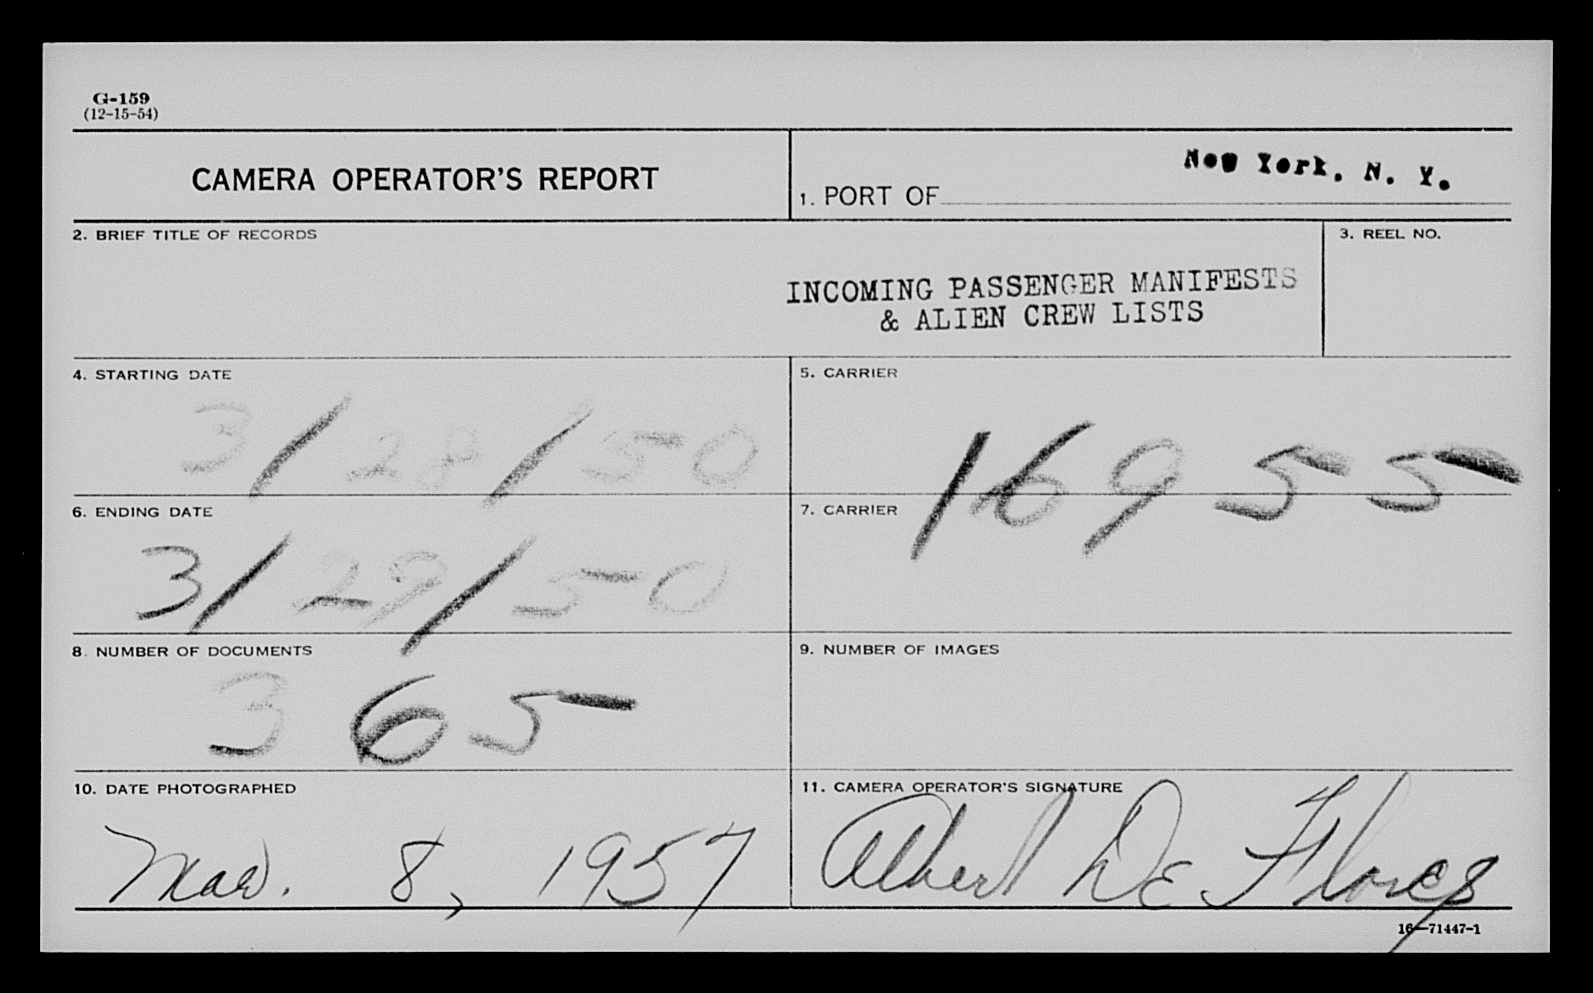 G-159
(12-15-54)
CAMERA OPERATOR'S REPORT
1. PORT OF New York, N. Y.
2. BRIEF TITLE OF RECORDS
INCOMING PASSENGER MANIFESTS
& ALIEN CREW LISTS
3. REEL NO.
4. STARTING DATE
3/28/50
5. CARRIER
16955
6. ENDING DATE
3/29/50
7. CARRIER
8. NUMBER OF DOCUMENTS
365
9. NUMBER OF IMAGES
10. DATE PHOTOGRAPHED
Mar. 8, 1957
11. CAMERA OPERATOR'S SIGNATURE
Albert De Flores
16—71447-1